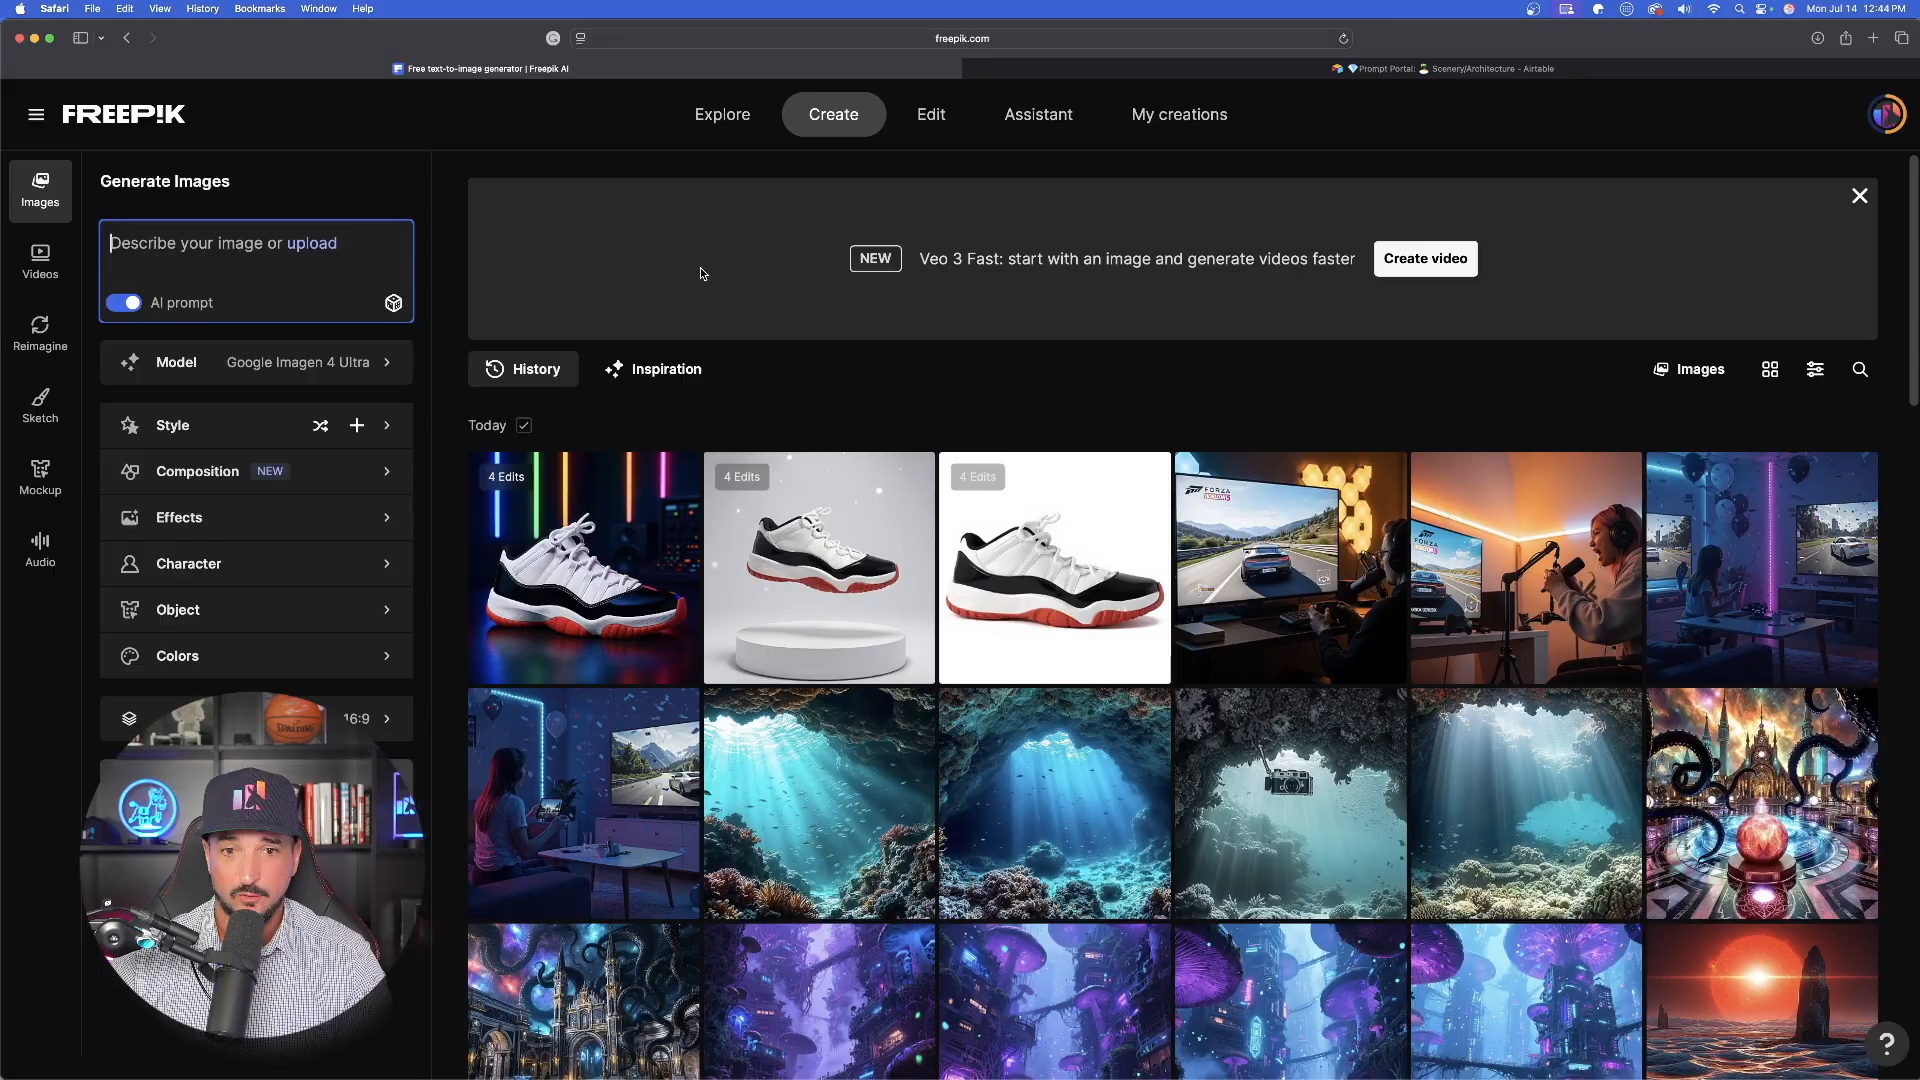 Safari File Edit View History Bookmarks Window Help
Mon Jul 14 12:44 PM
freepik.com
Free text-to-image generator | Freepik AI
💎Prompt Portal: 🏝️ Scenery/Architecture - Airtable
FREEP!K
Explore
Create
Edit
Assistant
My creations
Images
Videos
Reimagine
Sketch
Mockup
Audio
Generate Images
Describe your image or upload
AI prompt
Model Google Imagen 4 Ultra
Style
Composition NEW
Effects
Character
Object
Colors
16:9
SPALDING
NEW Veo 3 Fast: start with an image and generate videos faster Create video
History
Inspiration
Images
Today
4 Edits
4 Edits
4 Edits
FORZA
FORZA
?